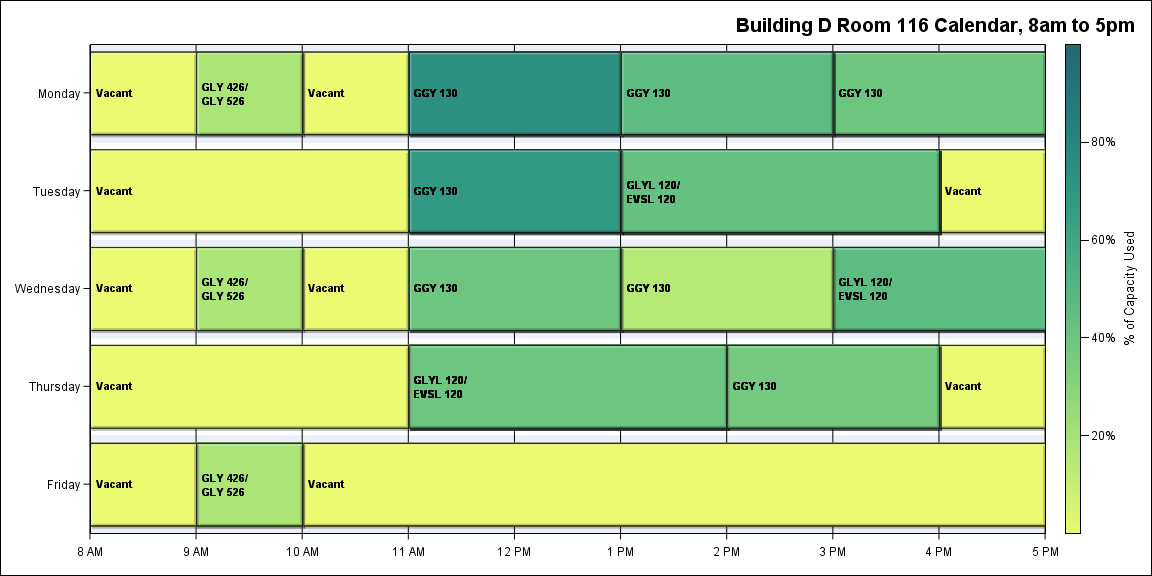 Building D Room 116 Calendar, 8am to 5pm
Monday
Vacant
GLY 426/
GLY 526
Vacant
GGY 130
GGY 130
GGY 130
Tuesday
Vacant
GGY 130
GLYL 120/
EVSL 120
Vacant
Wednesday
Vacant
GLY 426/
GLY 526
Vacant
GGY 130
GGY 130
GLYL 120/
EVSL 120
Thursday
Vacant
GLYL 120/
EVSL 120
GGY 130
Vacant
Friday
Vacant
GLY 426/
GLY 526
Vacant
8 AM
9 AM
10 AM
11 AM
12 PM
1 PM
2 PM
3 PM
4 PM
5 PM
80%
60%
40%
20%
% of Capacity Used